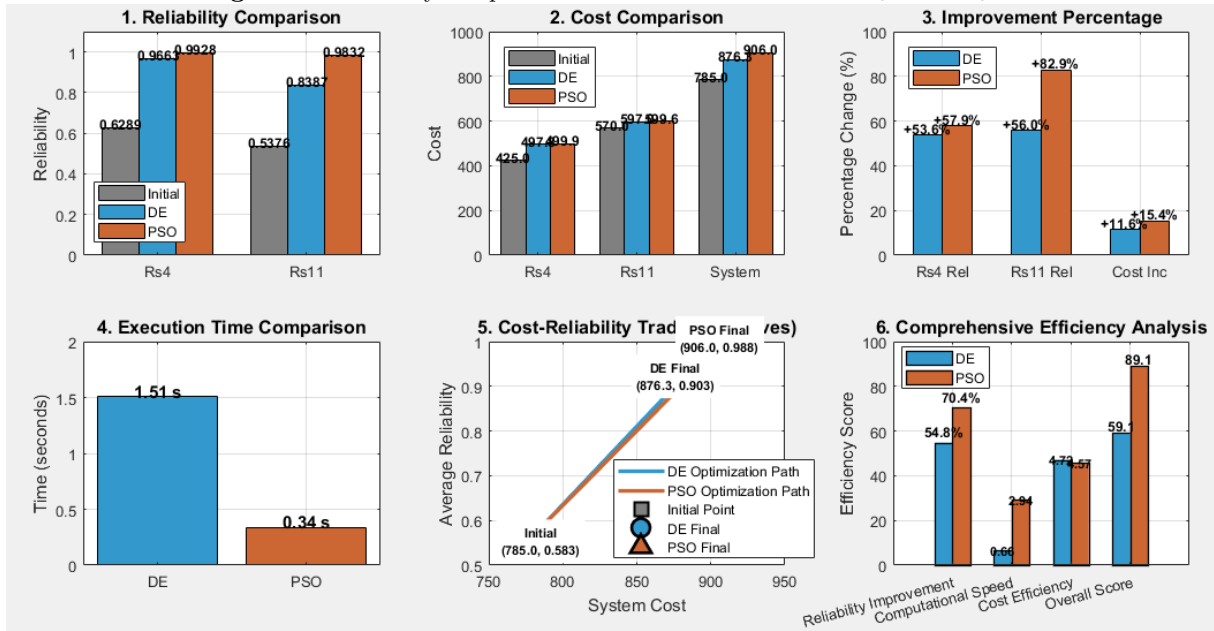 1. Reliability Comparison
Reliability
1
0.8
0.6
0.4
0.2
0
0.6289
0.9663
0.9928
0.5376
0.8387
0.9832
Initial
DE
PSO
Rs4
Rs11
2. Cost Comparison
Cost
1000
800
600
400
200
0
Initial
DE
PSO
425.0
499.9
570.0
599.6
785.0
876.3
906.0
Rs4
Rs11
System
3. Improvement Percentage
Percentage Change (%)
100
80
60
40
20
0
DE
PSO
+53.6%
+57.9%
+56.0%
+82.9%
+11.6%
+15.4%
Rs4 Rel
Rs11 Rel
Cost Inc
4. Execution Time Comparison
Time (seconds)
2
1.5
1
0.5
0
1.51 s
0.34 s
DE
PSO
5. Cost-Reliability
Average Reliability
1
0.9
0.8
0.7
0.6
0.5
PSO Final
(906.0, 0.988)
DE Final
(876.3, 0.903)
Initial
(785.0, 0.583)
DE Optimization Path
PSO Optimization Path
Initial Point
DE Final
PSO Final
750
800
850
900
950
System Cost
6. Comprehensive Efficiency Analysis
Efficiency Score
100
80
60
40
20
0
DE
PSO
54.8%
70.4%
0.66
2.94
4.72
4.57
59.1
89.1
Reliability Improvement
Computational Speed
Cost Efficiency
Overall Score